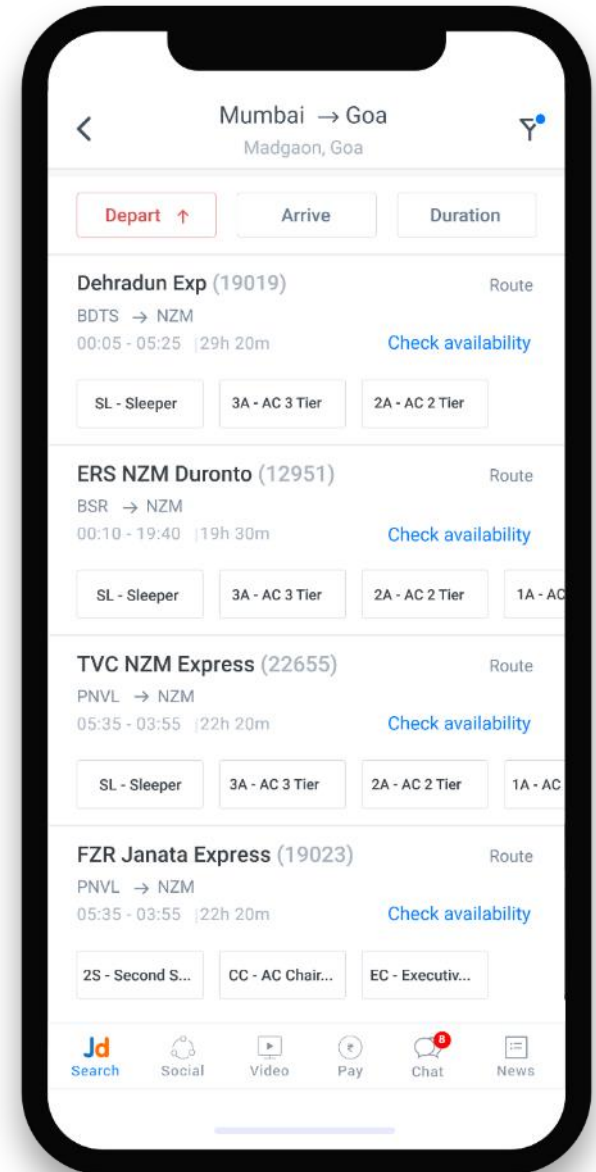 Mumbai → Goa
Madgaon, Goa
Depart ↑ Arrive Duration
Dehradun Exp (19019) Route
BDTS → NZM
00:05 - 05:25 |29h 20m Check availability
SL - Sleeper 3A - AC 3 Tier 2A - AC 2 Tier
ERS NZM Duronto (12951) Route
BSR → NZM
00:10 - 19:40 |19h 30m Check availability
SL - Sleeper 3A - AC 3 Tier 2A - AC 2 Tier 1A - AC
TVC NZM Express (22655) Route
PNVL → NZM
05:35 - 03:55 |22h 20m Check availability
SL - Sleeper 3A - AC 3 Tier 2A - AC 2 Tier 1A - AC
FZR Janata Express (19023) Route
PNVL → NZM
05:35 - 03:55 |22h 20m Check availability
2S - Second S... CC - AC Chair... EC - Executiv...
Jd ₹ 8
Search Social Video Pay Chat News